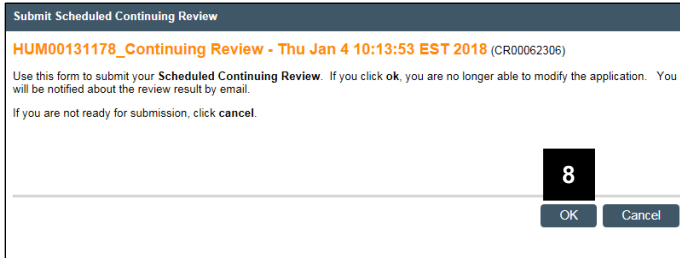 Submit Scheduled Continuing Review
HUM00131178_Continuing Review - Thu Jan 4 10:13:53 EST 2018 (CR00062306)
Use this form to submit your Scheduled Continuing Review. If you click ok, you are no longer able to modify the application. You
will be notified about the review result by email.
If you are not ready for submission, click cancel.
8
OK Cancel